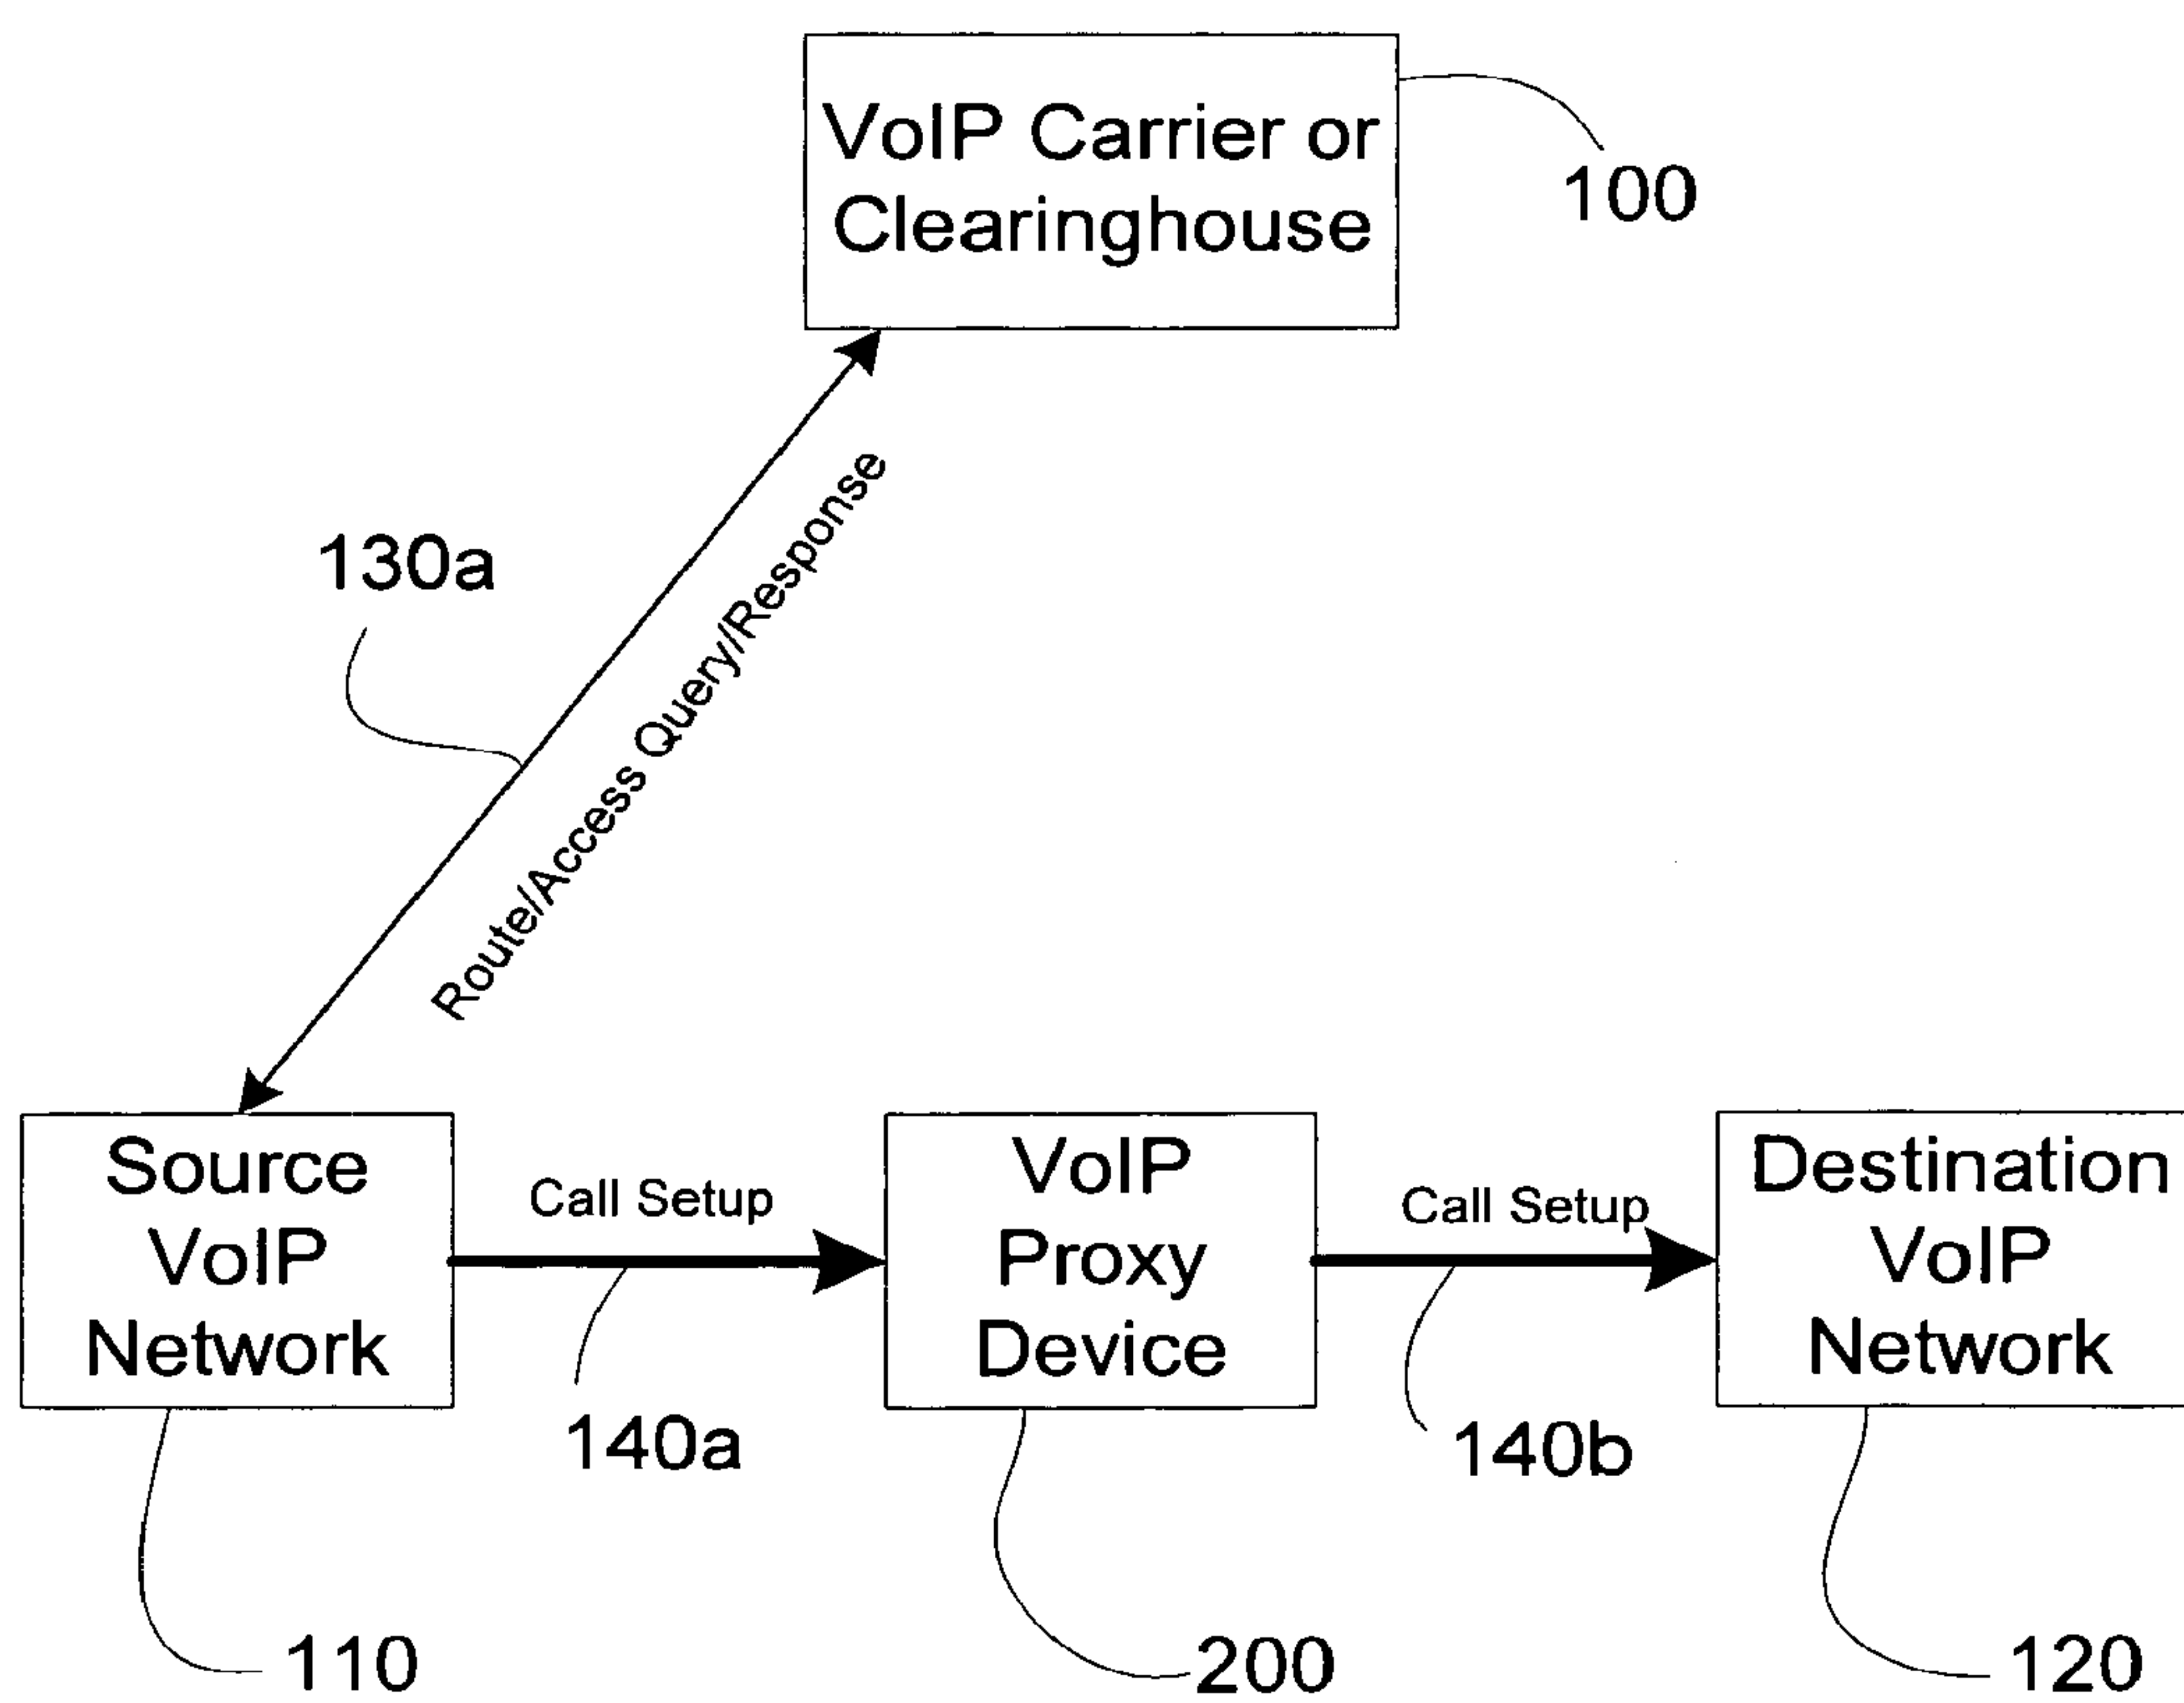 VoIP Carrier or
Clearinghouse
100
130a
Route/Access Query/Response
Source
VoIP
Network
Call Setup
VoIP
Proxy
Device
Call Setup
Destination
VoIP
Network
140a
140b
110
200
120